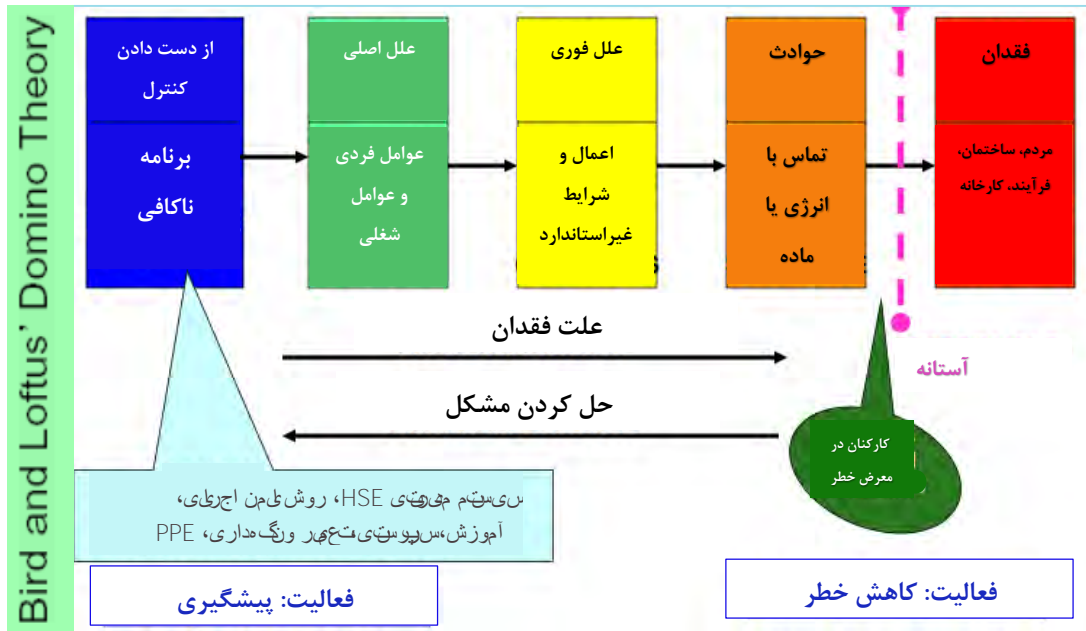 Bird and Loftus' Domino Theory
از دست دادن
کنترل
برنامه
ناکافی
علل اصلی
عوامل فردی
و عوامل
شغلی
علل فوری
اعمال و
شرایط
غیراستاندارد
حوادث
تماس با
انرژی یا
ماده
فقدان
مردم، ساختمان،
فرآیند، کارخانه
علت فقدان
حل کردن مشکل
آستانه
کارکنان در
معرض خطر
HSE، روش
آموزش، PPE
فعالیت: پیشگیری
فعالیت: کاهش خطر